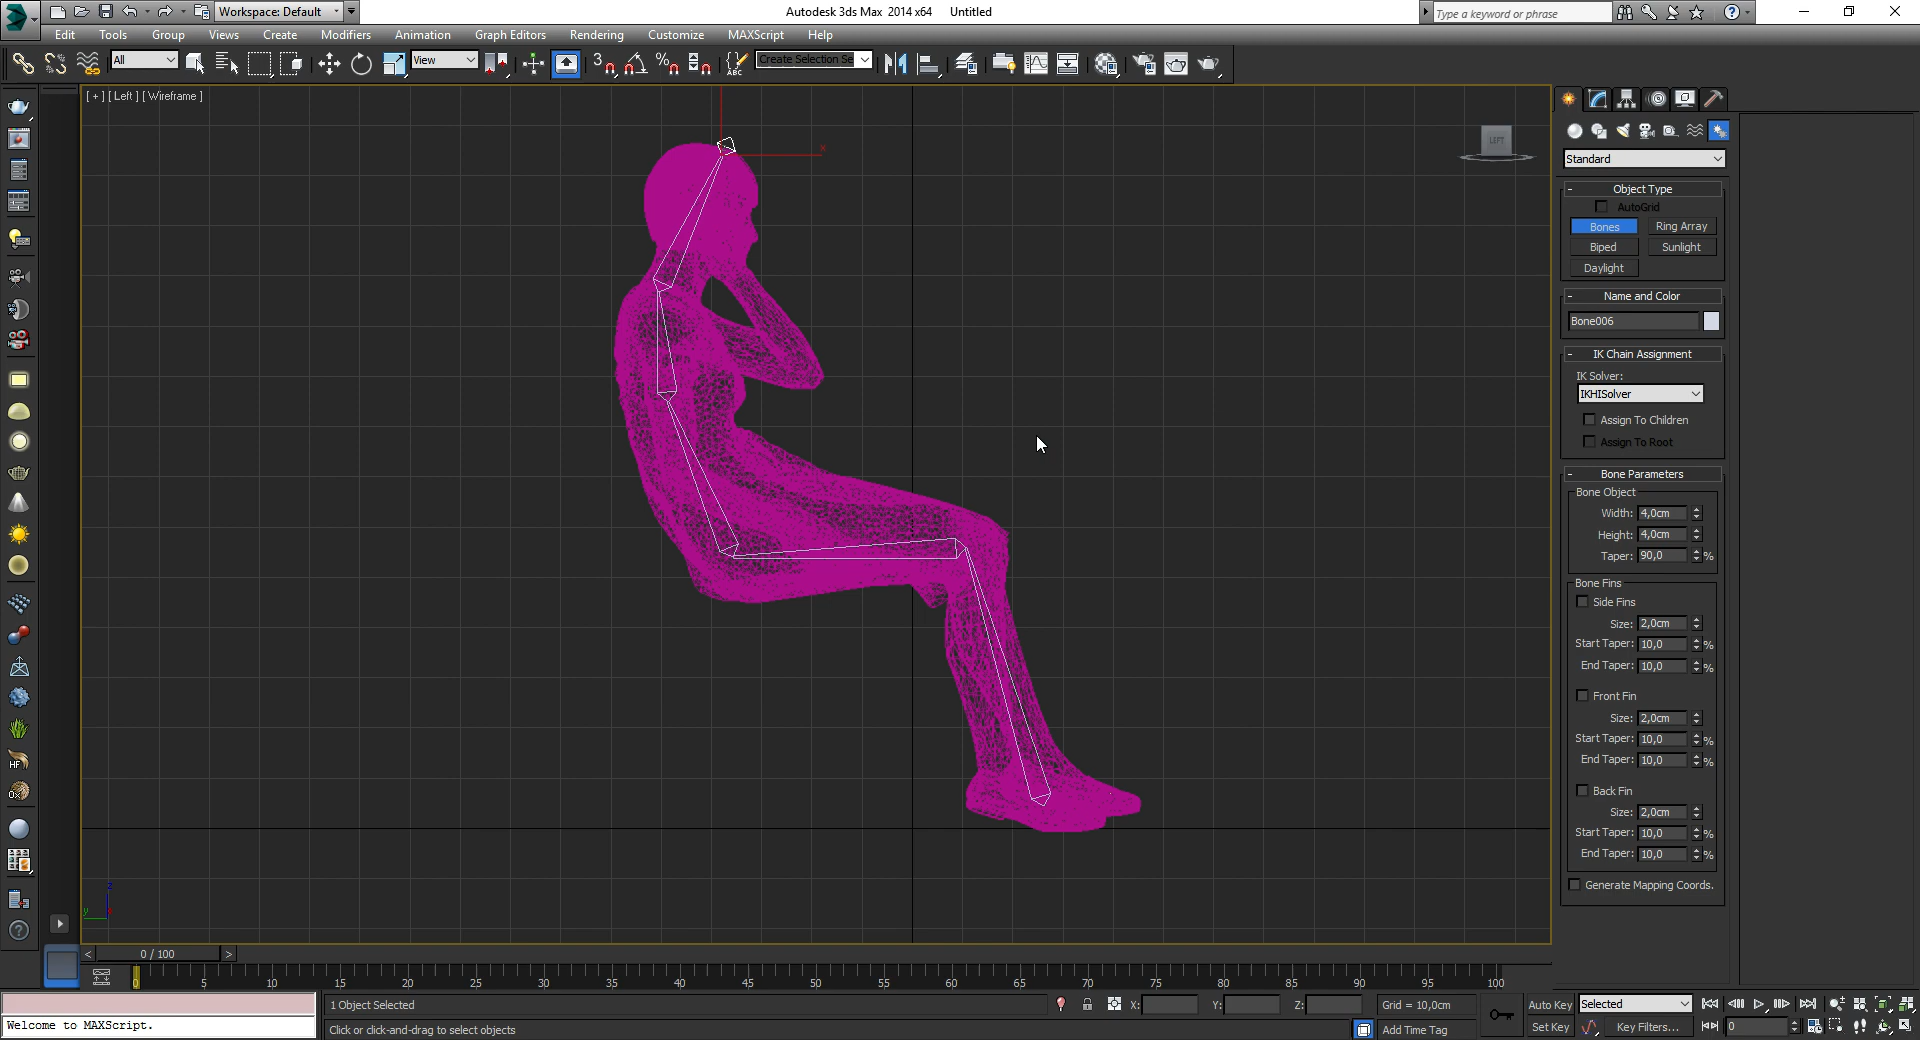 Workspace: Default
Autodesk 3ds Max  2014 x64     Untitled
Type a keyword or phrase
Edit Tools Group Views Create Modifiers Animation Graph Editors Rendering Customize MAXScript Help
All
View
3
%
ABC
Create Selection Se
[ + ] [ Left ] [ Wireframe ]
x
LEFT
Standard
- Object Type
AutoGrid
Bones Ring Array
Biped Sunlight
Daylight
- Name and Color
Bone006
- IK Chain Assignment
IK Solver:
IKHISolver
Assign To Children
Assign To Root
- Bone Parameters
Bone Object
Width: 4,0cm
Height: 4,0cm
Taper: 90,0 %
Bone Fins
Side Fins
Size: 2,0cm
Start Taper: 10,0 %
End Taper: 10,0 %
Front Fin
Size: 2,0cm
Start Taper: 10,0 %
End Taper: 10,0 %
Back Fin
Size: 2,0cm
Start Taper: 10,0 %
End Taper: 10,0 %
Generate Mapping Coords.
HF
z
y
< 0 / 100 >
0 5 10 15 20 25 30 35 40 45 50 55 60 65 70 75 80 85 90 95 100
1 Object Selected
X: Y: Z:
Grid = 10,0cm
Auto Key Selected
Welcome to MAXScript.
Click or click-and-drag to select objects
Add Time Tag
Set Key Key Filters...
0